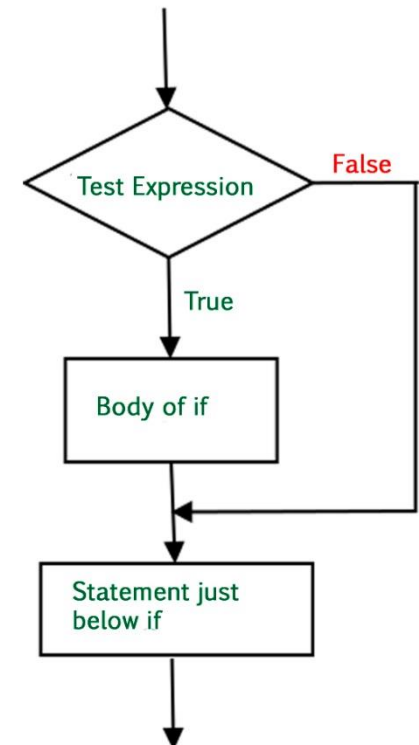 Test Expression
False
True
Body of if
Statement just
below if